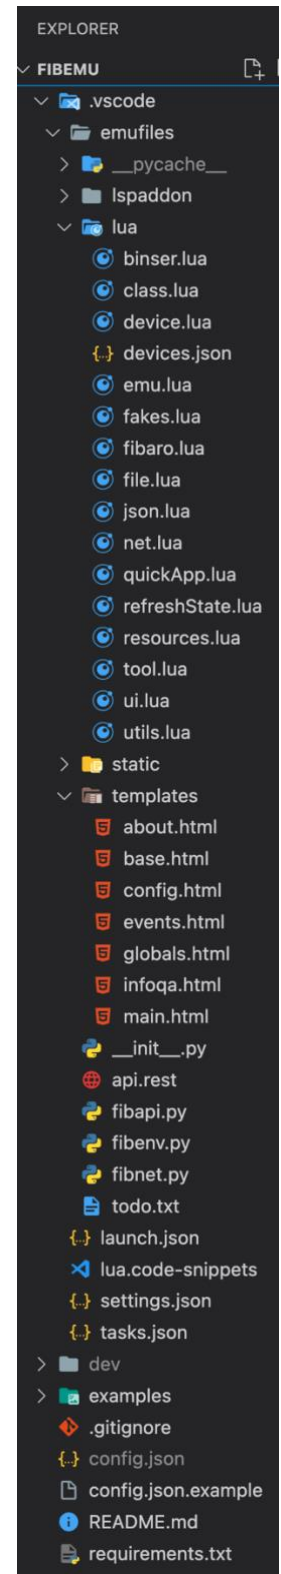 EXPLORER
FIBEMU
.vscode
emufiles
__pycache__
lspaddon
lua
binser.lua
class.lua
device.lua
devices.json
emu.lua
fakes.lua
fibaro.lua
file.lua
json.lua
net.lua
quickApp.lua
refreshState.lua
resources.lua
tool.lua
ui.lua
utils.lua
static
templates
about.html
base.html
config.html
events.html
globals.html
infoqa.html
main.html
__init__.py
api.rest
fibapi.py
fibenv.py
fibnet.py
todo.txt
launch.json
lua.code-snippets
settings.json
tasks.json
dev
examples
.gitignore
config.json
config.json.example
README.md
requirements.txt